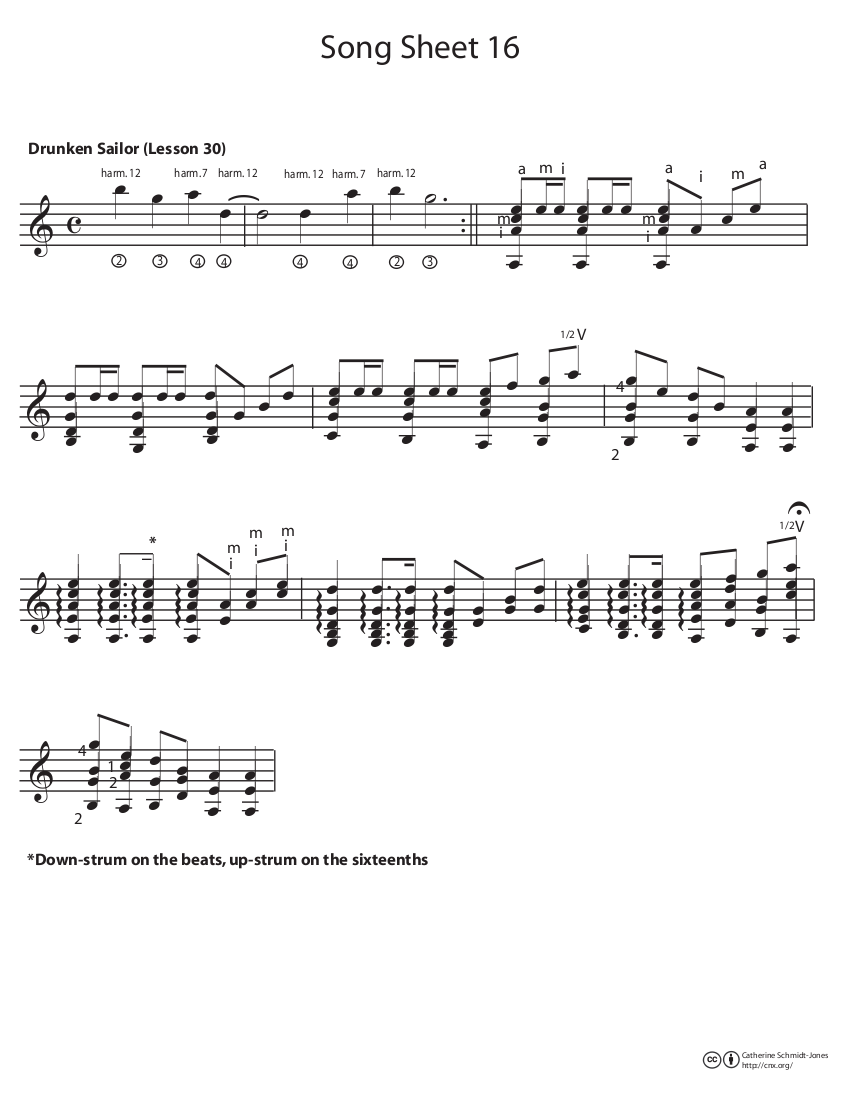 Song Sheet 16
Drunken Sailor (Lesson 30)
harm. 12 harm. 7 harm. 12 harm. 12 harm. 7 harm. 12
a m i a i m a
m i m i
2 3 4 4 4 4 2 3
1/2 V
4
2
*
m i m i m i
1/2 V
4 1 2
2
*Down-strum on the beats, up-strum on the sixteenths
cc
Catherine Schmidt-Jones
http://cnx.org/